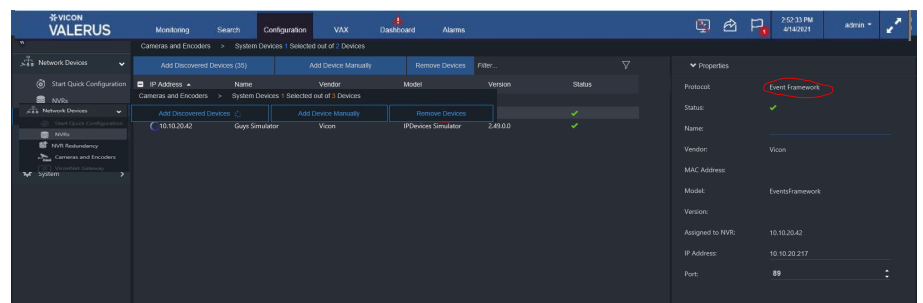 VICON
VALERUS
Monitoring
Search
Configuration
VAX
Dashboard
Alarms
1
2:52:33 PM
4/14/2021
admin
Cameras and Encoders > System Devices 1 Selected out of 2 Devices
Network Devices
Add Discovered Devices (35)
Add Device Manually
Remove Devices
Filter...
Properties
Start Quick Configuration
IP Address
Name
Vendor
Model
Version
Status
Protocol:
Event Framework
NVRs
Cameras and Encoders > System Devices 1 Selected out of 3 Devices
Network Devices
Add Discovered Devices
Add Device Manually
Remove Devices
Status:
Start Quick Configuration
10.10.20.42
Guys Simulator
Vicon
IPDevices Simulator
2.49.0.0
Name:
NVRs
NVR Redundancy
Vendor:
Vicon
Cameras and Encoders
ViconNet Gateway
System
MAC Address:
Model:
EventsFramework
Version:
Assigned to NVR:
10.10.20.42
IP Address:
10.10.20.217
Port:
89